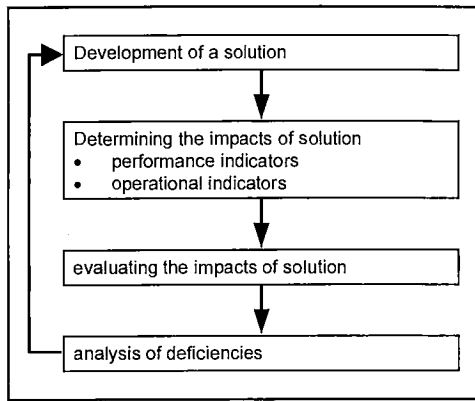 Development of a solution
Determining the impacts of solution
• performance indicators
• operational indicators
evaluating the impacts of solution
analysis of deficiencies